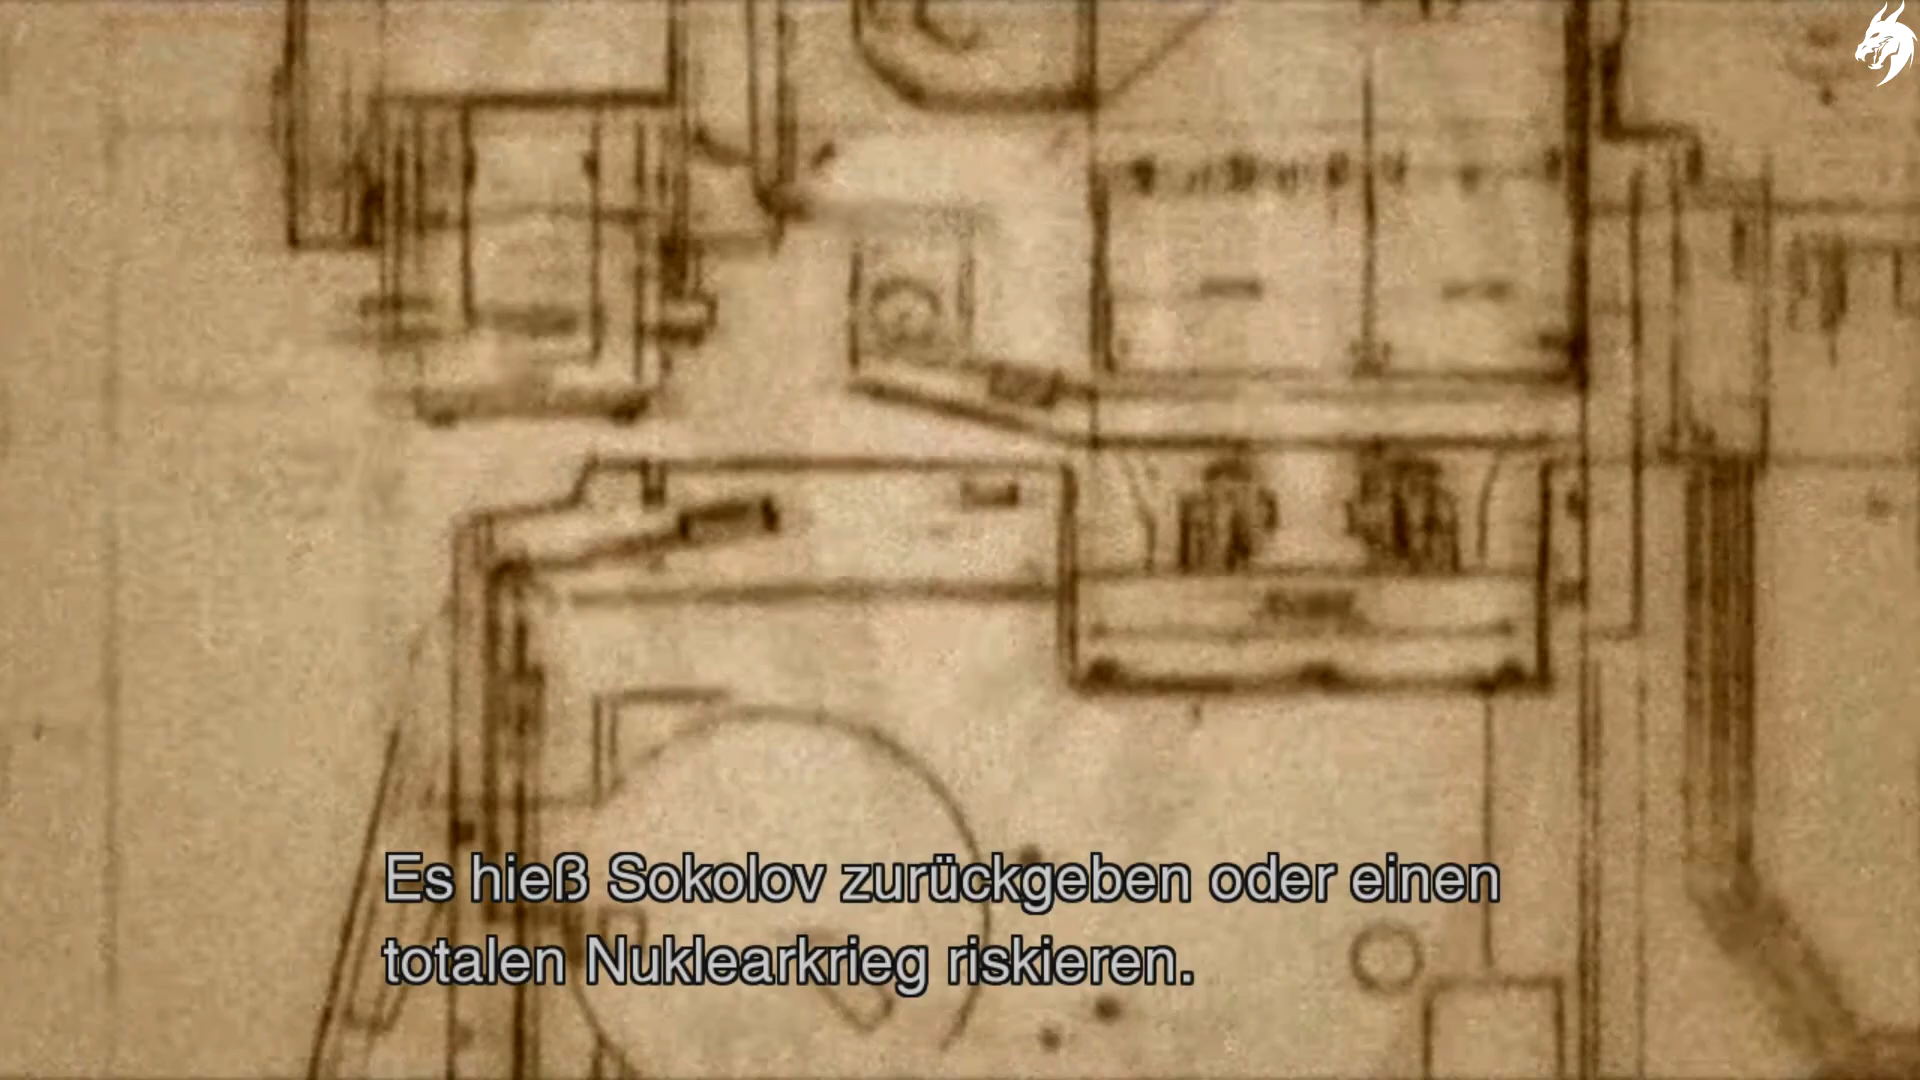 Es hieß Sokolov zurückgeben oder einen
totalen Nuklearkrieg riskieren.